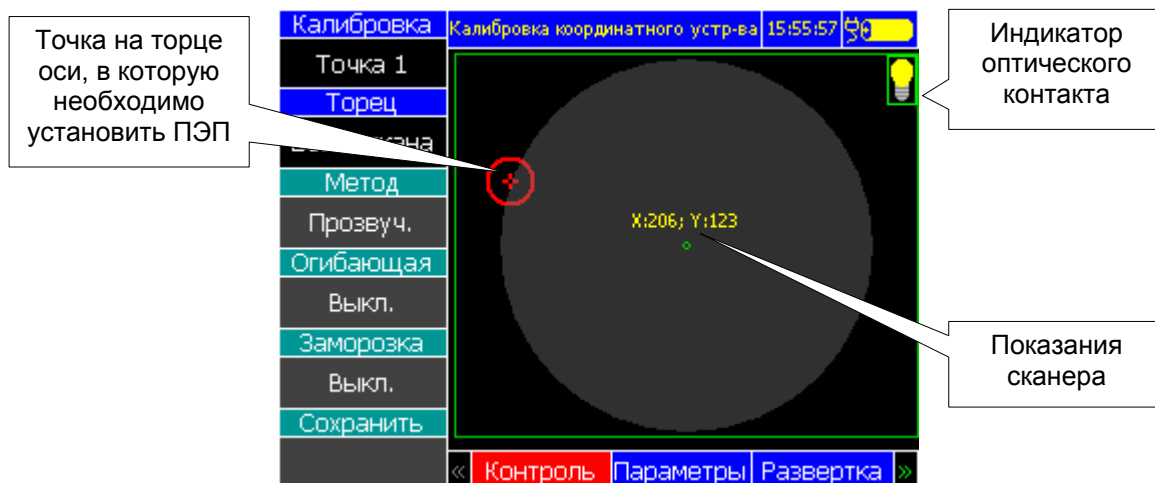 Точка на торце
оси, в которую
необходимо
установить ПЭП
Калибровка
Точка 1
Торец
Метод
Прозвуч.
Огибающая
Выкл.
Заморозка
Выкл.
Сохранить
Калибровка координатного устр-ва
15:55:57
X:206; Y:123
« Контроль Параметры Развертка »
Индикатор
оптического
контакта
Показания
сканера